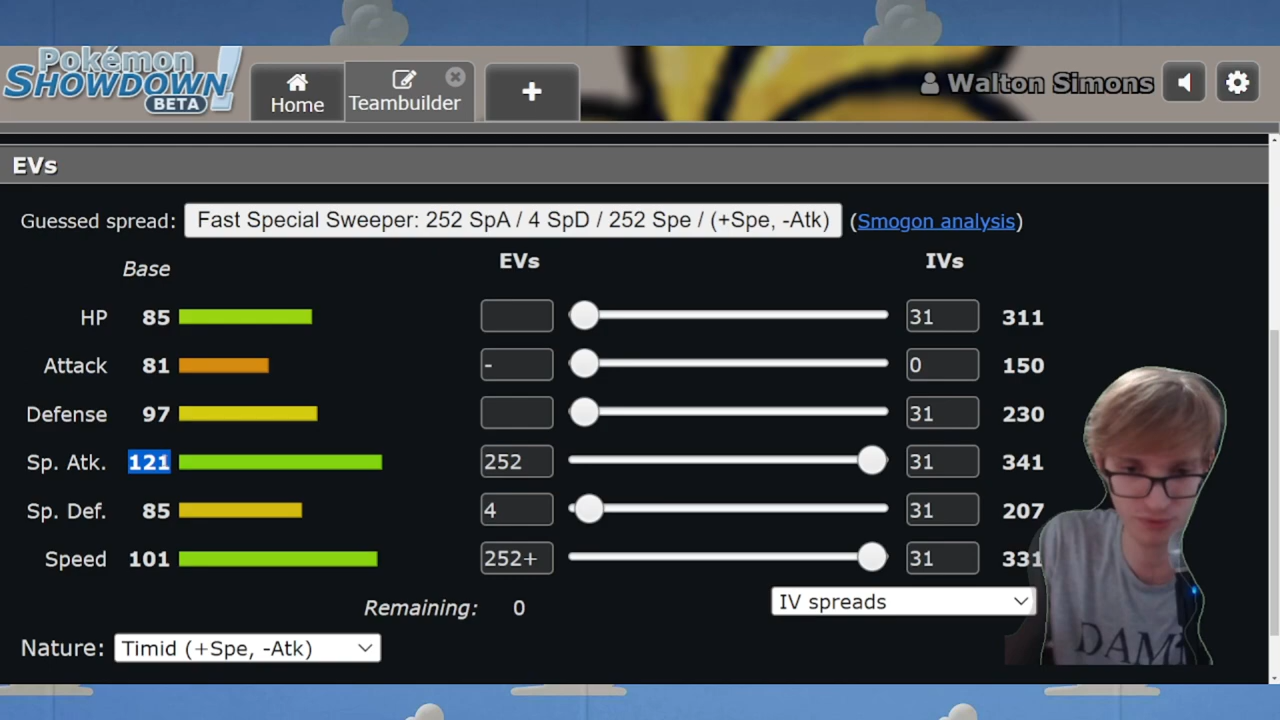 Pokémon
SHOWDOWN!
BETA
Home
Teambuilder
+
Walton Simons
EVs
Guessed spread: Fast Special Sweeper: 252 SpA / 4 SpD / 252 Spe / (+Spe, -Atk) (Smogon analysis)
Base EVs IVs
HP 85 31 311
Attack 81 - 0 150
Defense 97 31 230
Sp. Atk. 121 252 31 341
Sp. Def. 85 4 31 207
Speed 101 252+ 31 331
Remaining: 0 IV spreads
Nature: Timid (+Spe, -Atk)
DAM